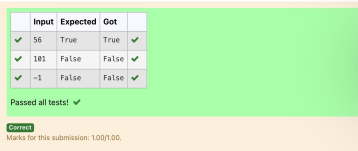 Input Expected Got
✔ 56 True True ✔
✔ 101 False False ✔
✔ -1 False False ✔
Passed all tests! ✔
Correct
Marks for this submission: 1.00/1.00.